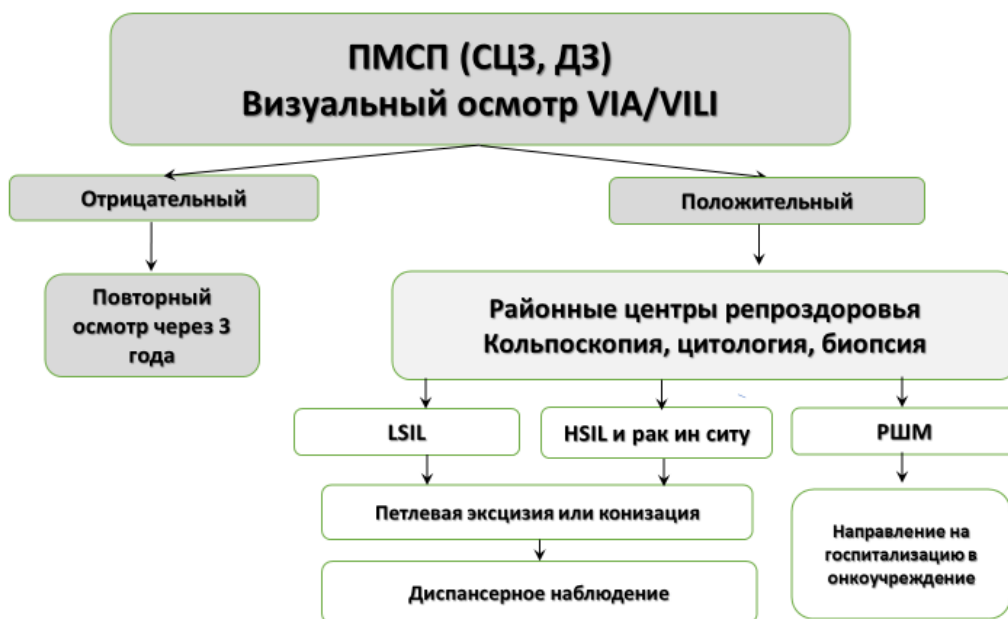 ПМСП (СЦЗ, ДЗ)
Визуальный осмотр VIA/VILI
Отрицательный
Положительный
Повторный
осмотр через 3
года
Районные центры репроздоровья
Кольпоскопия, цитология, биопсия
LSIL
HSIL и рак ин ситу
РШМ
Петлевая эксцизия или конизация
Направление на
госпитализацию в
онкоучреждение
Диспансерное наблюдение